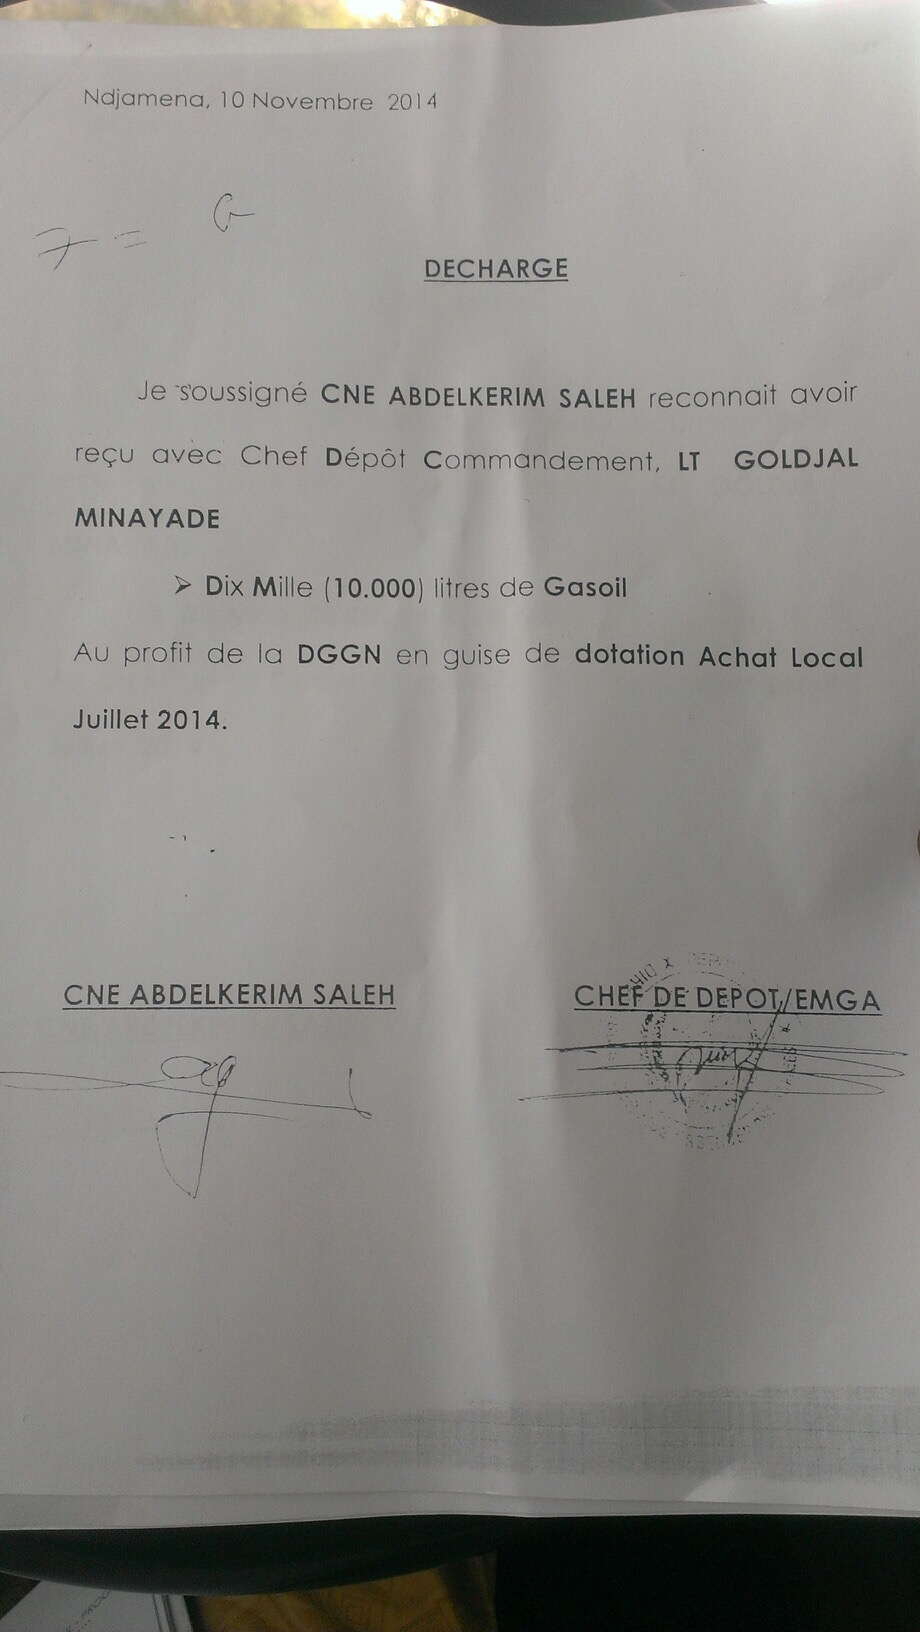 Ndjamena, 10 Novembre 2014
7 = G
DECHARGE
Je soussigné CNE ABDELKERIM SALEH reconnait avoir
reçu avec Chef Dépôt Commandement, LT GOLDJAL
MINAYADE
➢ Dix Mille (10.000) litres de Gasoil
Au profit de la DGGN en guise de dotation Achat Local
Juillet 2014.
CNE ABDELKERIM SALEH
CHEF DE DEPOT/EMGA